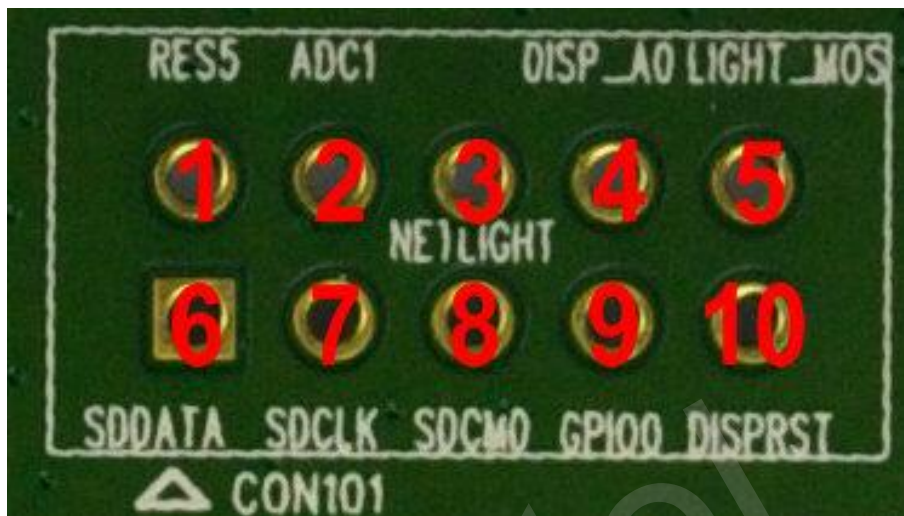 RES5 ADC1 DISP_A0 LIGHT_MOS
1 2 3 4 5
NETLIGHT
6 7 8 9 10
SDDATA SDCLK SDCMD GPIO0 DISPRST
CON101